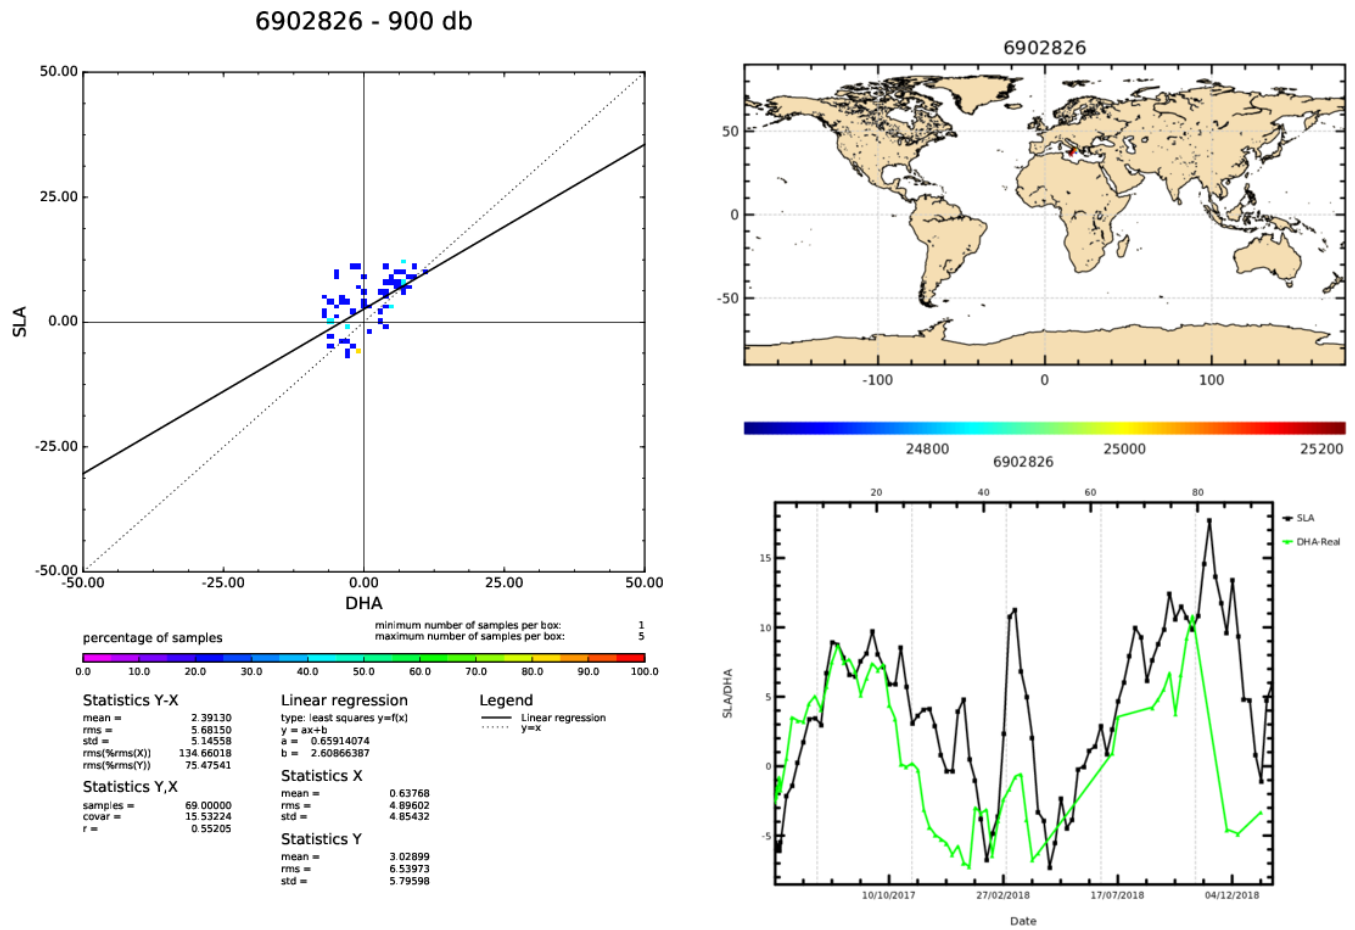 6902826 - 900 db
50.00
25.00
0.00
-25.00
-50.00
SLA
-50.00 -25.00 0.00 25.00 50.00
DHA
minimum number of samples per box: 1
maximum number of samples per box: 5
percentage of samples
0.0 10.0 20.0 30.0 40.0 50.0 60.0 70.0 80.0 90.0 100.0
Statistics Y-X
mean = 2.39130
rms = 5.68150
std = 5.14558
rms(%rms(X)) 134.66018
rms(%rms(Y)) 75.47541
Statistics Y,X
samples = 69.00000
covar = 15.53224
r = 0.55205
Linear regression
type: least squares y=f(x)
y = ax+b
a = 0.65914074
b = 2.60866387
Statistics X
mean = 0.63768
rms = 4.89602
std = 4.85432
Statistics Y
mean = 3.02899
rms = 6.53973
std = 5.79598
Legend
Linear regression
y=x
6902826
50
0
-50
-100 0 100
24800 25000 25200
6902826
20 40 60 80
15
10
5
0
-5
SLA/DHA
10/10/2017 27/02/2018 17/07/2018 04/12/2018
Date
SLA
DHA-Real